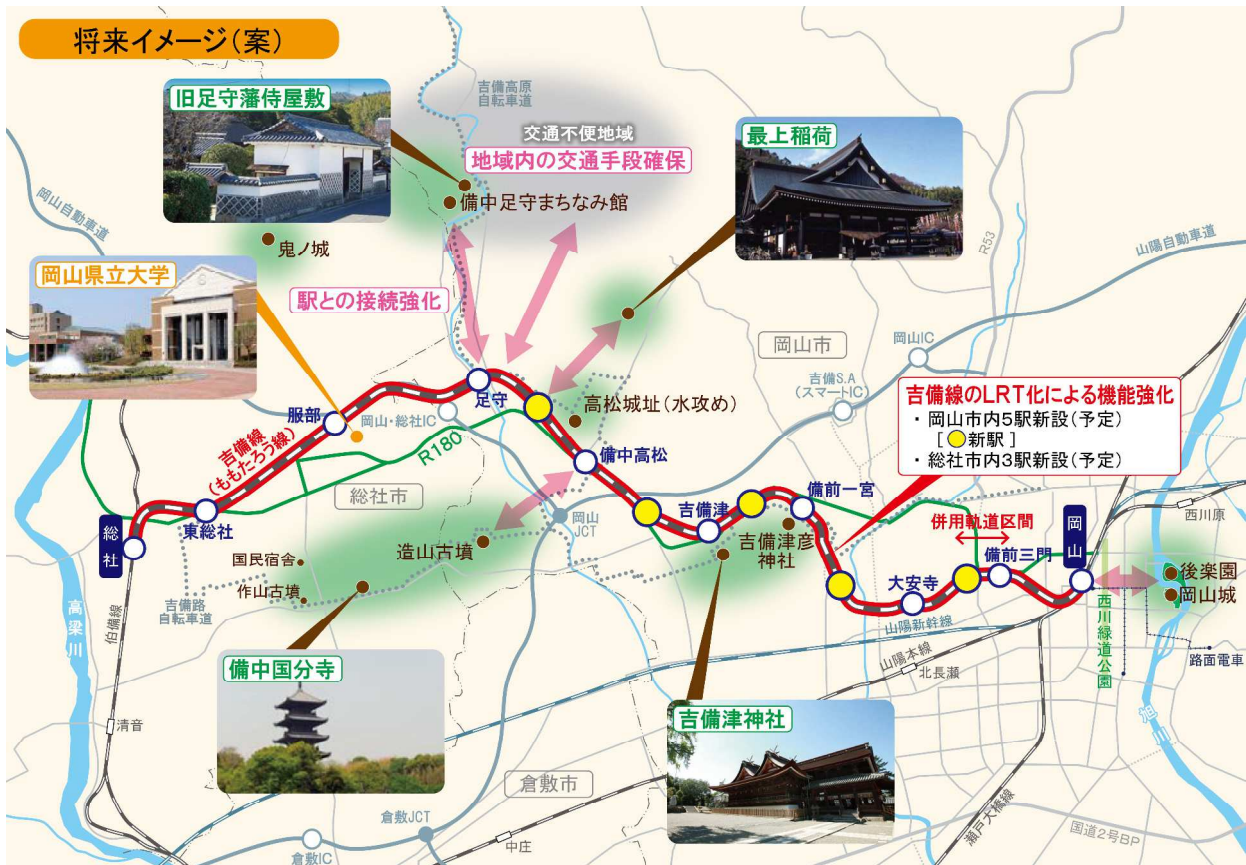 将来イメージ(案)
旧足守藩侍屋敷
吉備高原
自転車道
交通不便地域
地域内の交通手段確保
最上稲荷
備中足守まちなみ館
岡山自動車道
鬼ノ城
R53
山陽自動車道
岡山県立大学
駅との接続強化
岡山市
岡山IC
吉備S.A
(スマートIC)
足守
服部
岡山・総社IC
高松城址(水攻め)
吉備線のLRT化による機能強化
・岡山市内5駅新設(予定)
[ 新駅 ]
・総社市内3駅新設(予定)
吉備線
(ももたろう線)
R180
備中高松
総社市
総社
東総社
岡山
JCT
吉備津
備前一宮
併用軌道区間
岡山
西川原
造山古墳
国民宿舎
作山古墳
吉備津彦
神社
備前三門
後楽園
岡山城
大安寺
吉備路
自転車道
伯備線
高梁川
山陽新幹線
山陽本線
北長瀬
西川緑道公園
路面電車
旭川
備中国分寺
吉備津神社
清音
倉敷市
倉敷JCT
倉敷IC
中庄
瀬戸大橋線
国道2号BP